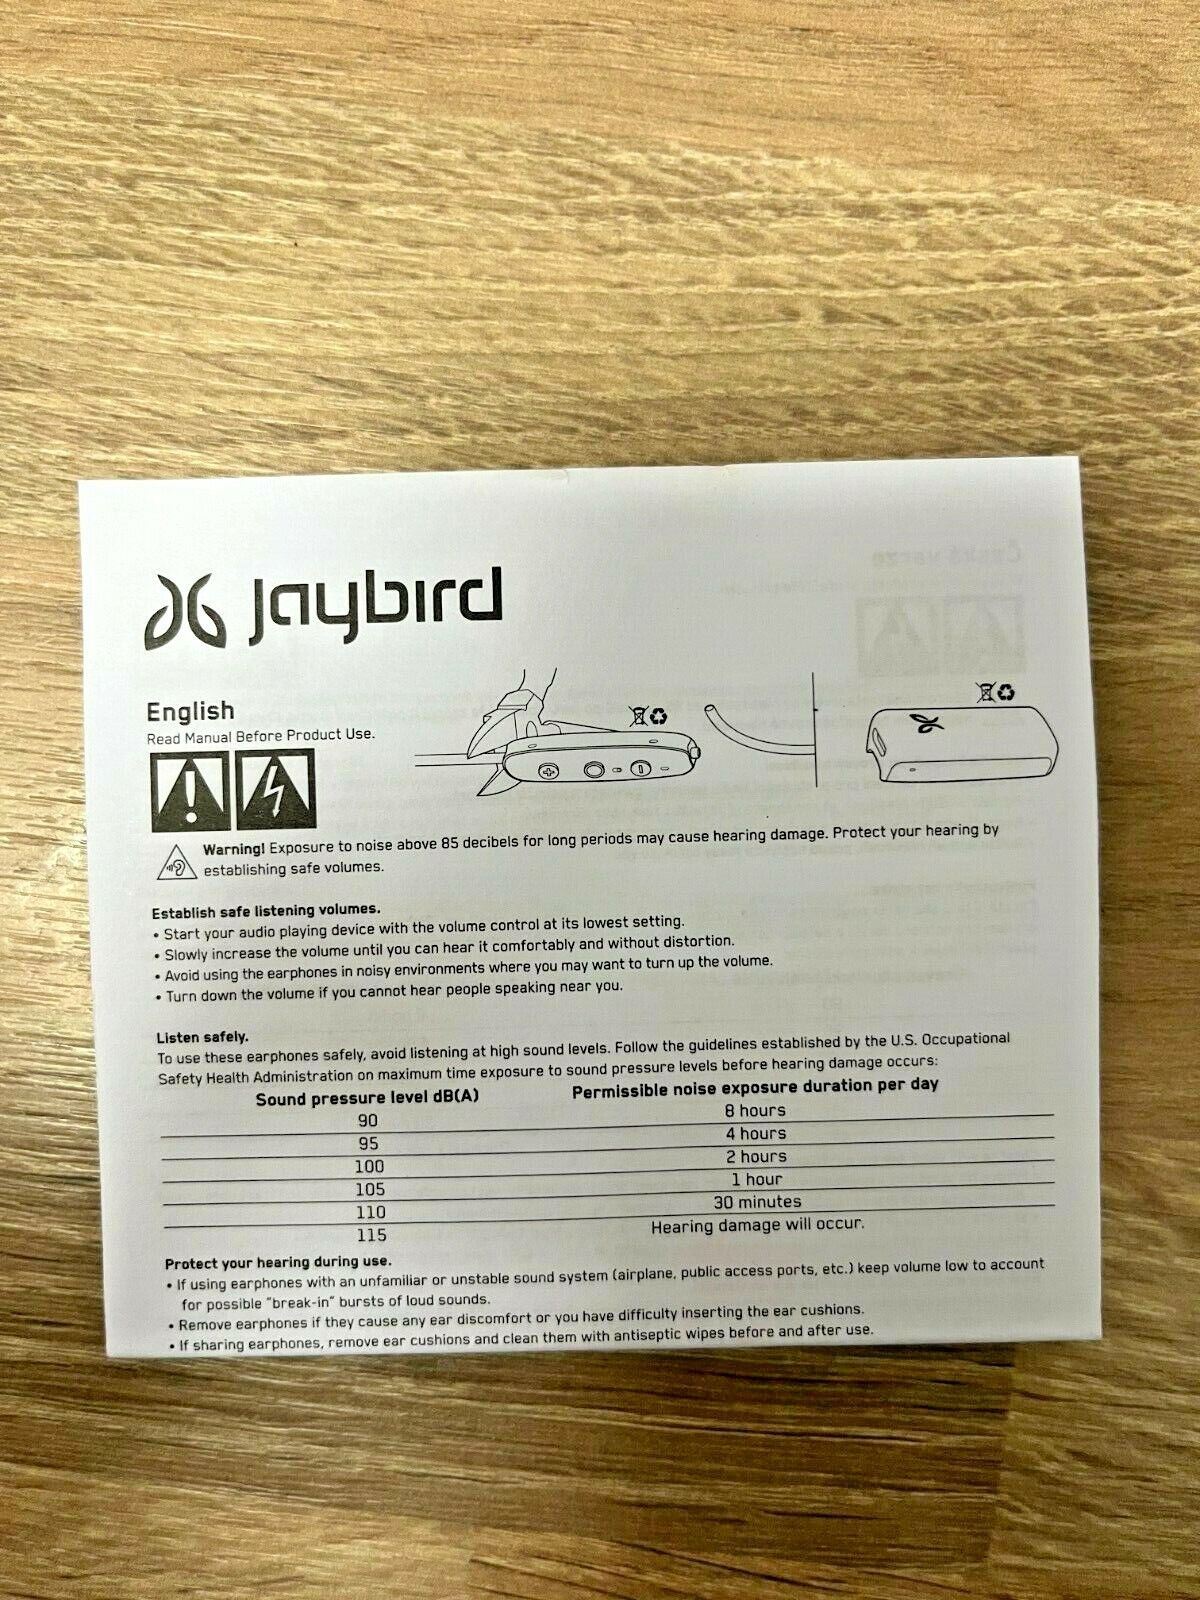 Jaybird
English
Read Manual Before Product Use.
Warning! Exposure to noise above 85 decibels for long periods may cause hearing damage. Protect your hearing by
establishing safe volumes.
Establish safe listening volumes.
• Start your audio playing device with the volume control at its lowest setting.
• Slowly increase the volume until you can hear it comfortably and without distortion.
• Avoid using the earphones in noisy environments where you may want to turn up the volume.
• Turn down the volume if you cannot hear people speaking near you.
Listen safely.
To use these earphones safely, avoid listening at high sound levels. Follow the guidelines established by the U.S. Occupational
Safety Health Administration on maximum time exposure to sound pressure levels before hearing damage occurs:
Sound pressure level dB(A) Permissible noise exposure duration per day
90 8 hours
95 4 hours
100 2 hours
105 1 hour
110 30 minutes
115 Hearing damage will occur.
Protect your hearing during use.
• If using earphones with an unfamiliar or unstable sound system (airplane, public access ports, etc.) keep volume low to account
for possible "break-in" bursts of loud sounds.
• Remove earphones if they cause any ear discomfort or you have difficulty inserting the ear cushions.
• If sharing earphones, remove ear cushions and clean them with antiseptic wipes before and after use.